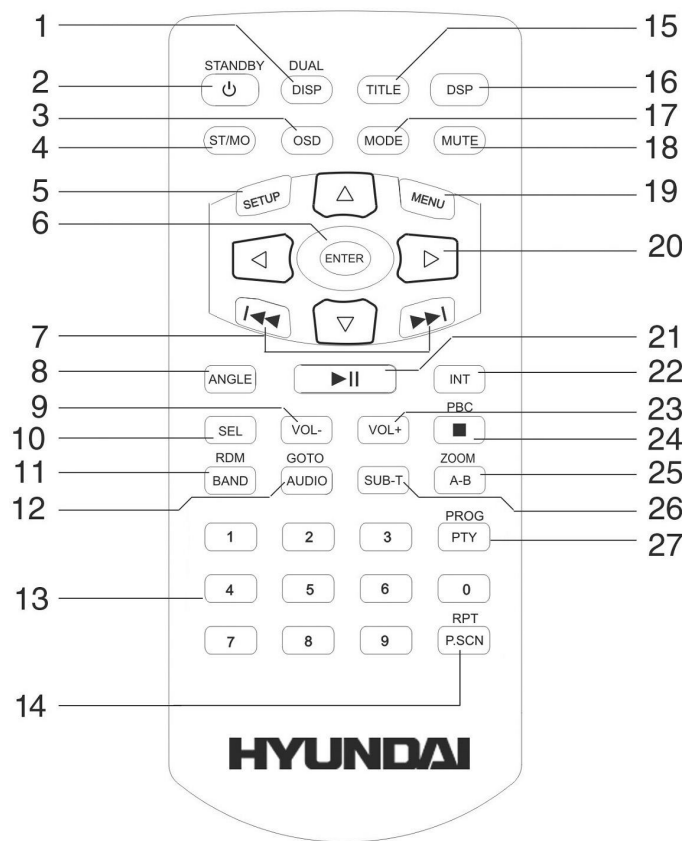 1 15
STANDBY DUAL
2 DISP TITLE DSP 16
3 17
4 ST/MO OSD MODE MUTE 18
5 SETUP MENU 19
6 ENTER 20
7 21
8 ANGLE INT 22
9 PBC 23
10 SEL VOL- VOL+ 24
11 RDM GOTO ZOOM 25
12 BAND AUDIO SUB-T A-B 26
PROG
1 2 3 PTY 27
13 4 5 6 0
RPT
7 8 9 P.SCN
14
HYUNDAI